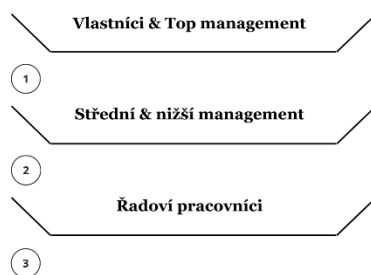 Vlastníci & Top management
1
Střední & nižší management
2
Řadoví pracovníci
3